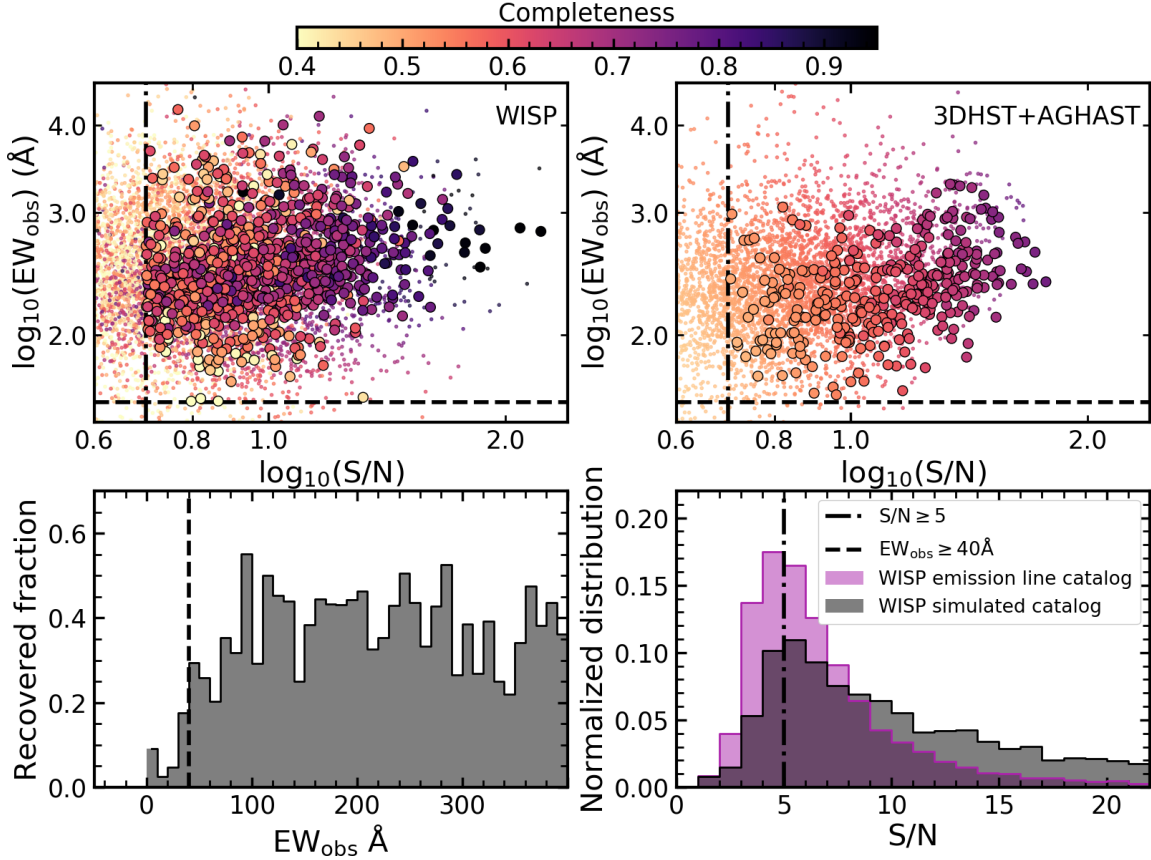 Completeness
0.4 0.5 0.6 0.7 0.8 0.9
WISP
log₁₀(EW_obs) (Å)
4.0
3.0
2.0
0.6 0.8 1.0 2.0
log₁₀(S/N)
3DHST+AGHAST
log₁₀(EW_obs) (Å)
4.0
3.0
2.0
0.6 0.8 1.0 2.0
log₁₀(S/N)
Recovered fraction
0.6
0.4
0.2
0.0
0 100 200 300
EW_obs Å
Normalized distribution
0.20
0.15
0.10
0.05
0.00
S/N ≥ 5
EW_obs ≥ 40Å
WISP emission line catalog
WISP simulated catalog
0 5 10 15 20
S/N